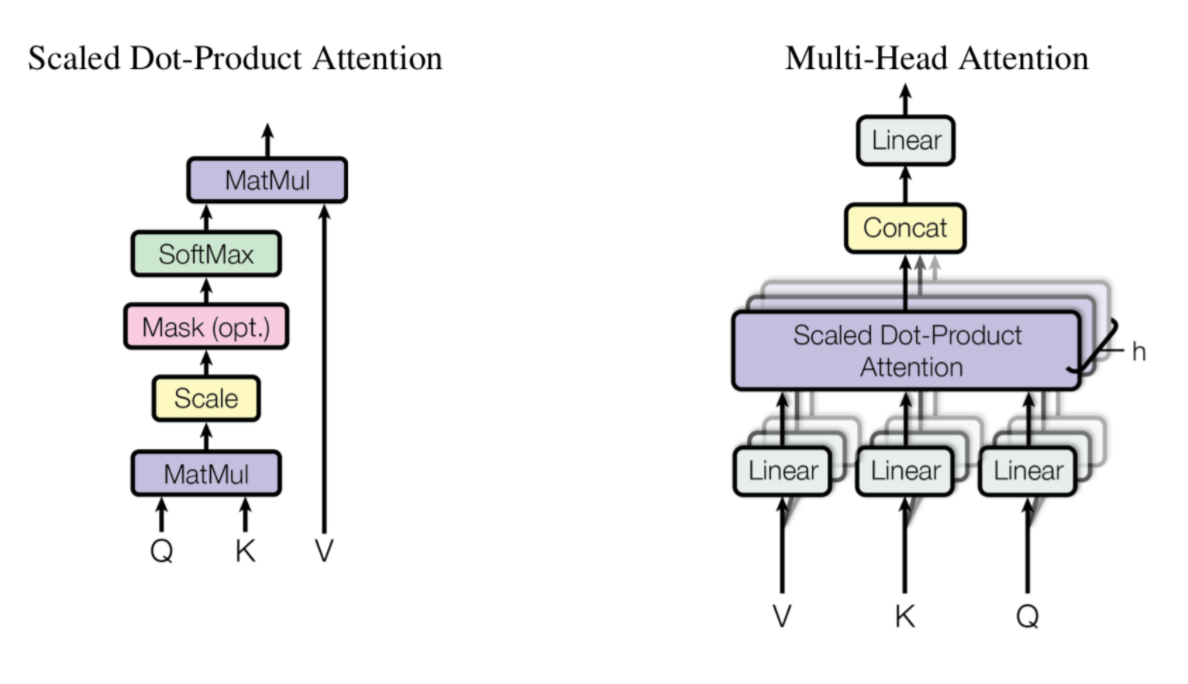 Scaled Dot-Product Attention
MatMul
SoftMax
Mask (opt.)
Scale
MatMul
Q K V
Multi-Head Attention
Linear
Concat
Scaled Dot-Product
Attention
h
Linear Linear Linear
V K Q